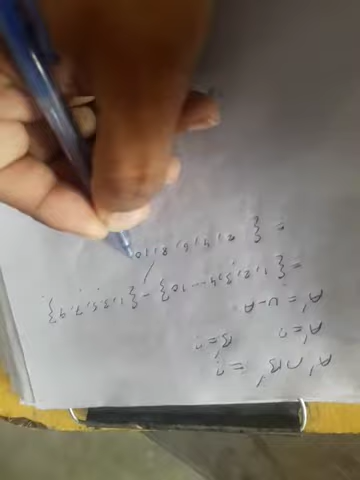 A' ∩ B' = ?
A' = ? B' = ?
A' = U - A
= { 1, 2, 3, 4 --- 10 } - { 1, 3, 5, 7, 9 }
= { 2, 4, 6, 8, 10